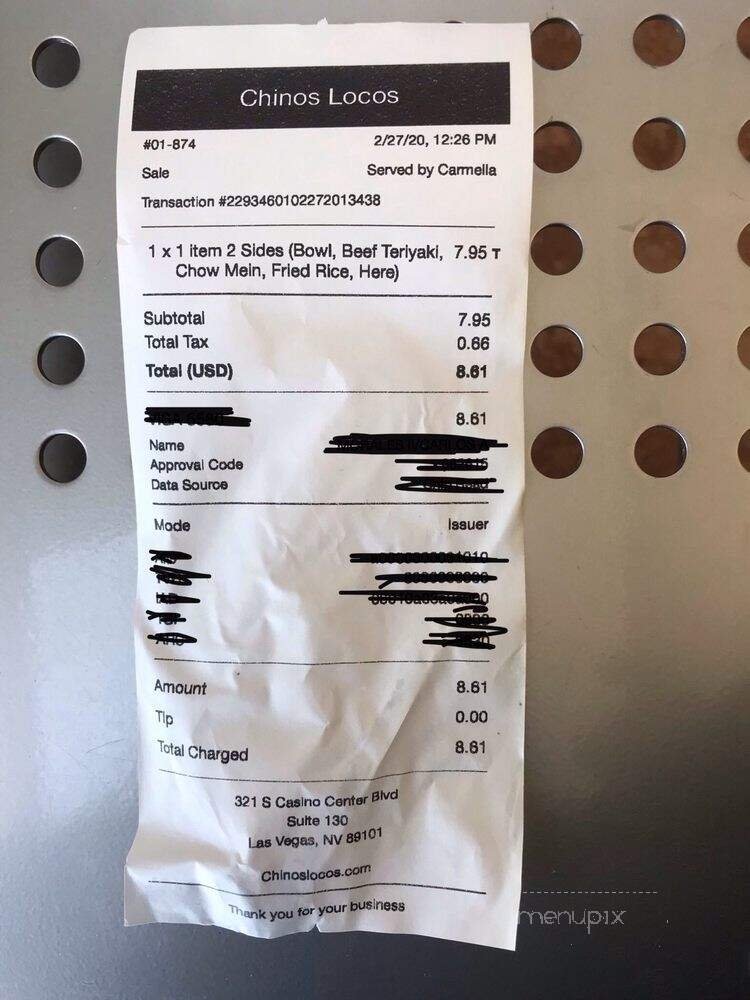 Chinos Locos
#01-874 2/27/20, 12:26 PM
Sale Served by Carmella
Transaction #2293460102272013438
1 x 1 item 2 Sides (Bowl, Beef Teriyaki, 7.95 T
Chow Mein, Fried Rice, Here)
Subtotal 7.95
Total Tax 0.66
Total (USD) 8.61
8.61
Name
Approval Code
Data Source
Mode Issuer
Amount 8.61
Tip 0.00
Total Charged 8.61
321 S Casino Center Blvd
Suite 130
Las Vegas, NV 89101
Chinoslocos.com
Thank you for your business
menupix